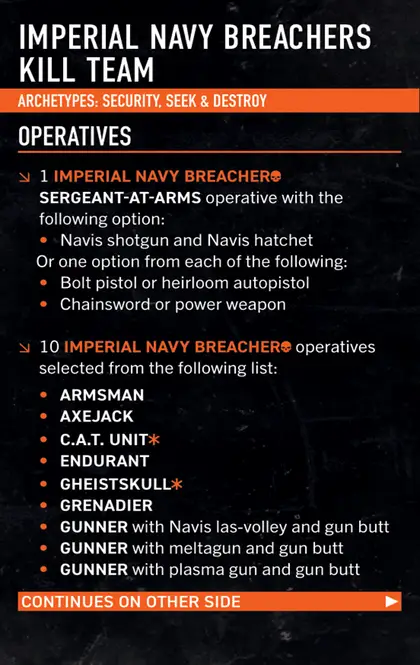 IMPERIAL NAVY BREACHERS
KILL TEAM
ARCHETYPES: SECURITY, SEEK & DESTROY
OPERATIVES
↘ 1 IMPERIAL NAVY BREACHER💀
SERGEANT-AT-ARMS operative with the
following option:
• Navis shotgun and Navis hatchet
Or one option from each of the following:
• Bolt pistol or heirloom autopistol
• Chainsword or power weapon
↘ 10 IMPERIAL NAVY BREACHER💀 operatives
selected from the following list:
• ARMSMAN
• AXEJACK
• C.A.T. UNIT*
• ENDURANT
• GHEISTSKULL*
• GRENADIER
• GUNNER with Navis las-volley and gun butt
• GUNNER with meltagun and gun butt
• GUNNER with plasma gun and gun butt
CONTINUES ON OTHER SIDE ▶